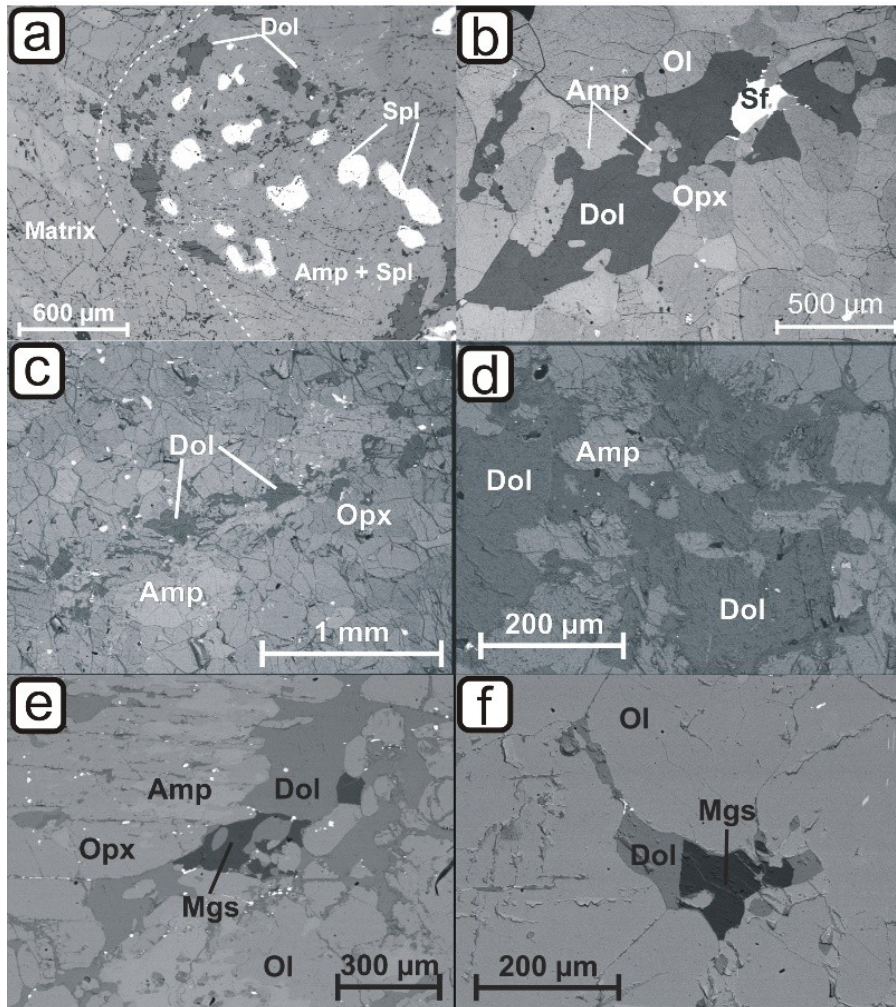 a
Dol
Spl
Matrix
Amp + Spl
600 µm
b
Ol
Amp
Sf
Opx
Dol
500 µm
c
Dol
Opx
Amp
1 mm
d
Amp
Dol
Dol
200 µm
e
Amp
Dol
Opx
Mgs
Ol
300 µm
f
Ol
Mgs
Dol
200 µm